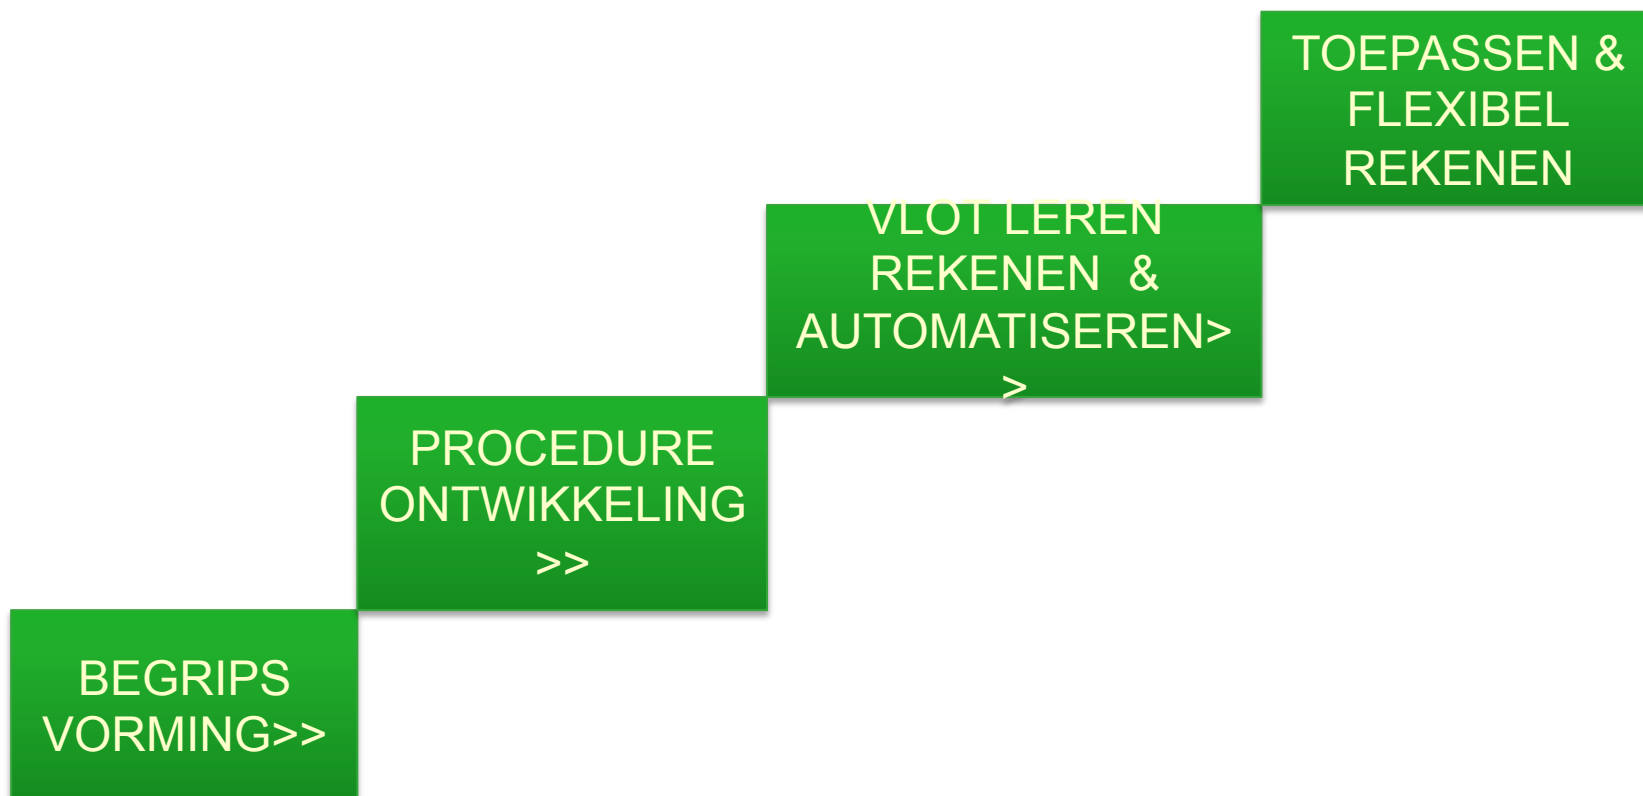 TOEPASSEN &
FLEXIBEL
REKENEN
VLOT LEREN
REKENEN &
AUTOMATISEREN>
>
PROCEDURE
ONTWIKKELING
>>
BEGRIPS
VORMING>>